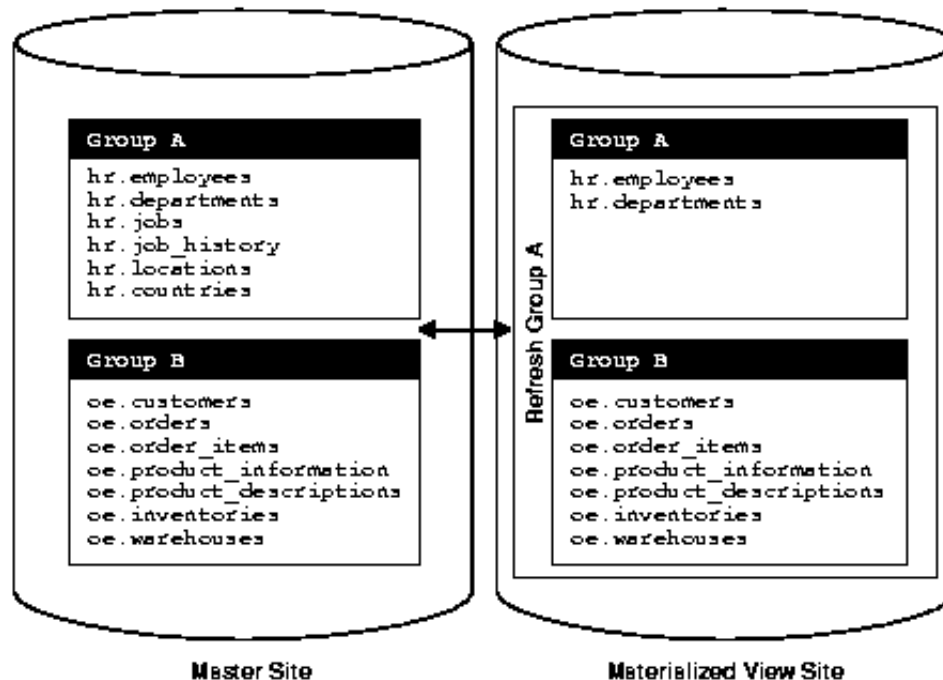 Group A
hr.employees
hr.departments
hr.jobs
hr.job_history
hr.locations
hr.countries
Group B
oe.customers
oe.orders
oe.order_items
oe.product_information
oe.product_descriptions
oe.inventories
oe.warehouses
Master Site
Refresh Group A
Group A
hr.employees
hr.departments
Group B
oe.customers
oe.orders
oe.order_items
oe.product_information
oe.product_descriptions
oe.inventories
oe.warehouses
Materialized View Site